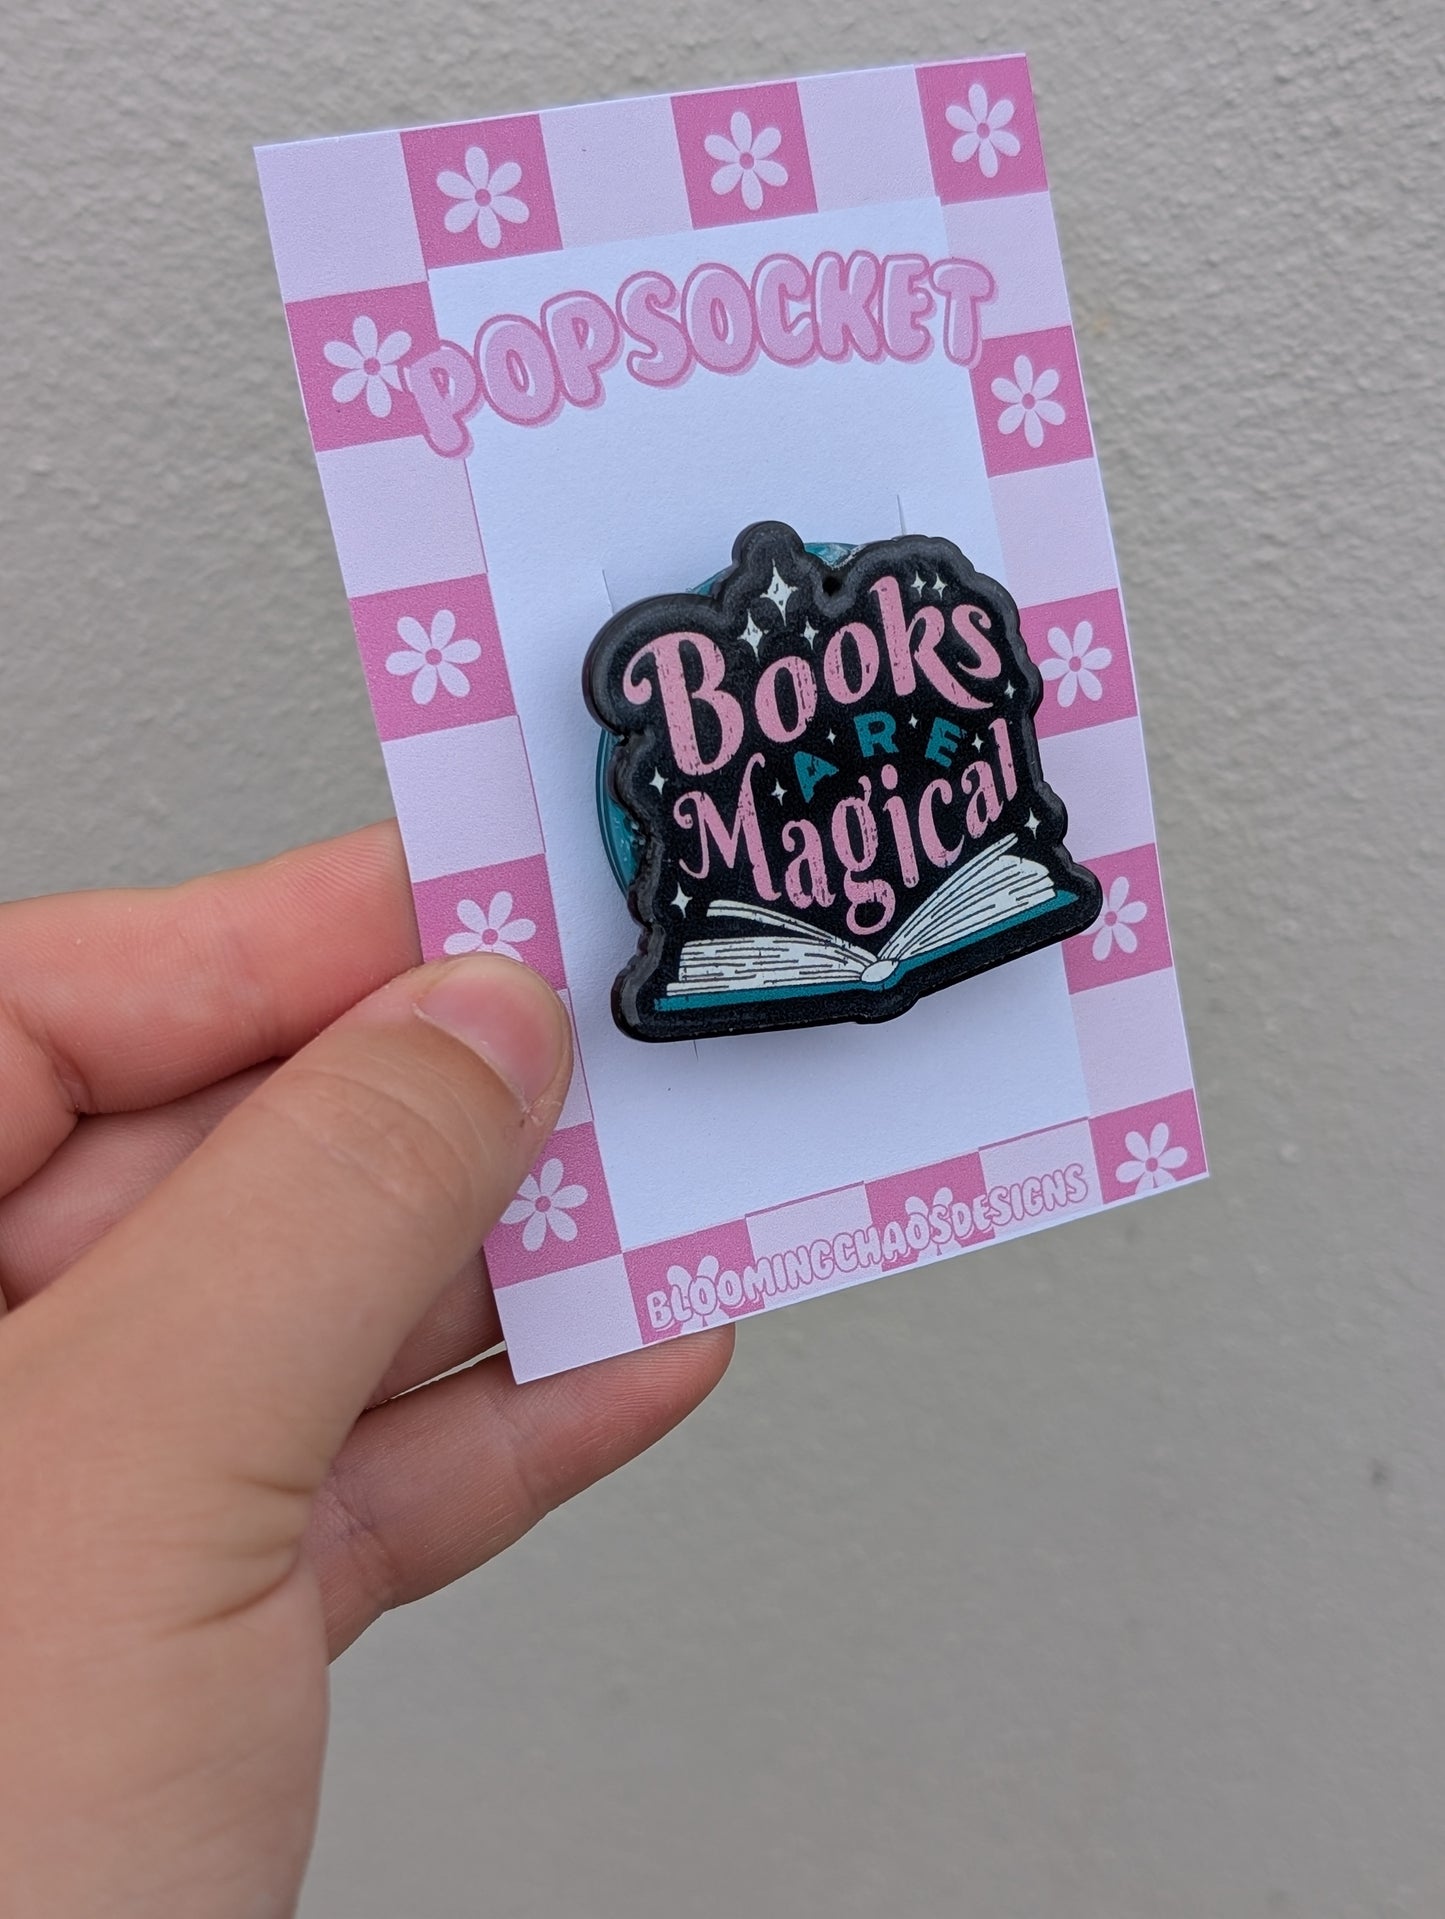 POPSOCKET
Books
ARE
Magical
BLOOMINGCHAOSDESIGNS